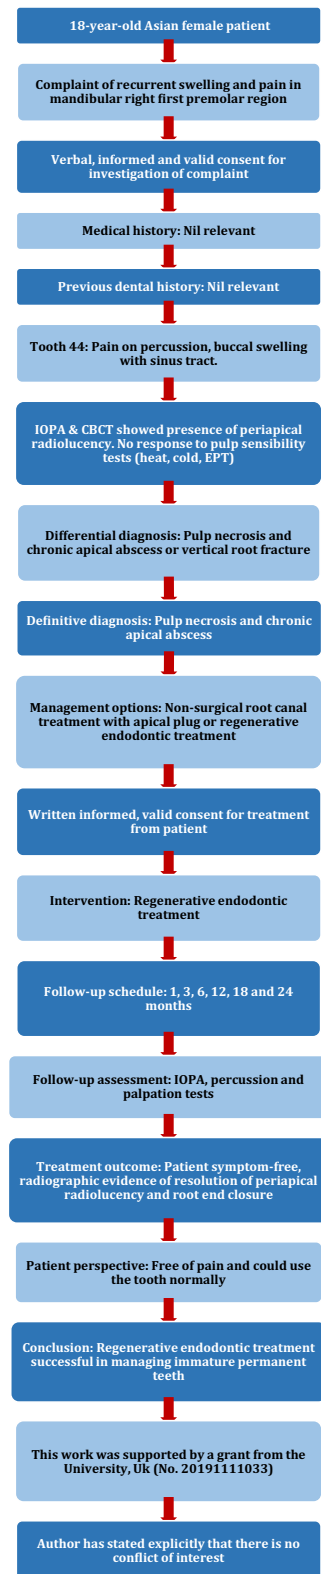 18-year-old Asian female patient
Complaint of recurrent swelling and pain in
mandibular right first premolar region
Verbal, informed and valid consent for
investigation of complaint
Medical history: Nil relevant
Previous dental history: Nil relevant
Tooth 44: Pain on percussion, buccal swelling
with sinus tract.
IOPA & CBCT showed presence of periapical
radiolucency. No response to pulp sensibility
tests (heat, cold, EPT)
Differential diagnosis: Pulp necrosis and
chronic apical abscess or vertical root fracture
Definitive diagnosis: Pulp necrosis and chronic
apical abscess
Management options: Non-surgical root canal
treatment with apical plug or regenerative
endodontic treatment
Written informed, valid consent for treatment
from patient
Intervention: Regenerative endodontic
treatment
Follow-up schedule: 1, 3, 6, 12, 18 and 24
months
Follow-up assessment: IOPA, percussion and
palpation tests
Treatment outcome: Patient symptom-free,
radiographic evidence of resolution of periapical
radiolucency and root end closure
Patient perspective: Free of pain and could use
the tooth normally
Conclusion: Regenerative endodontic treatment
successful in managing immature permanent
teeth
This work was supported by a grant from the
University, Uk (No. 20191111033)
Author has stated explicitly that there is no
conflict of interest